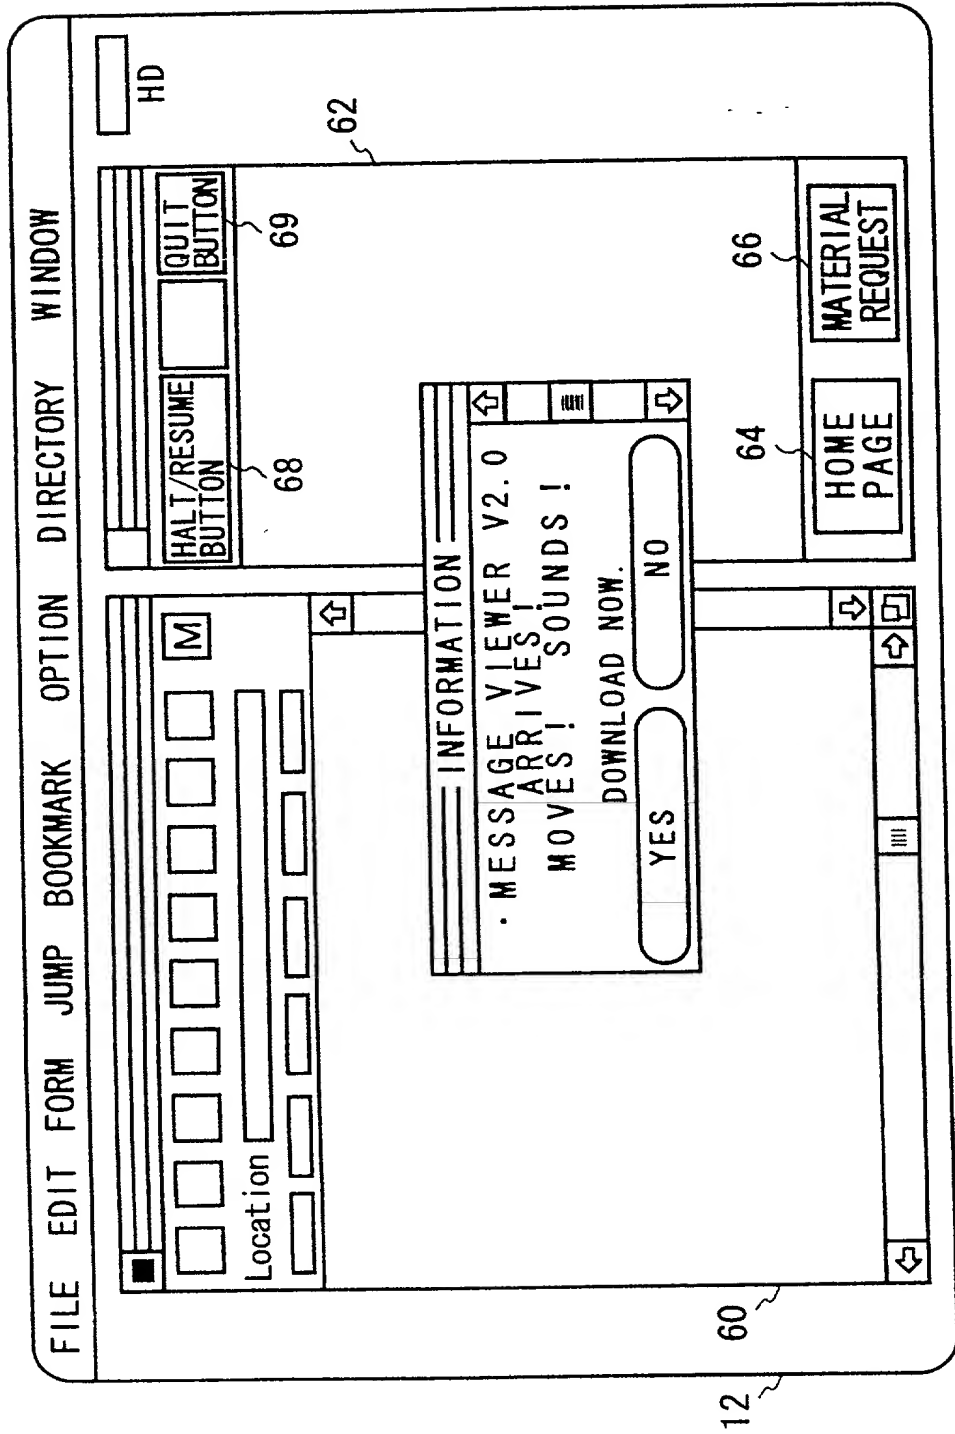 FILE EDIT FORM JUMP BOOKMARK OPTION DIRECTORY WINDOW
HD
M
Location
HALT/RESUME
BUTTON
QUIT
BUTTON
68
69
62
INFORMATION
・MESSAGE VIEWER V2.0
ARRIVES!
MOVES! SOUNDS!
DOWNLOAD NOW.
YES
NO
64
66
HOME
PAGE
MATERIAL
REQUEST
60
12